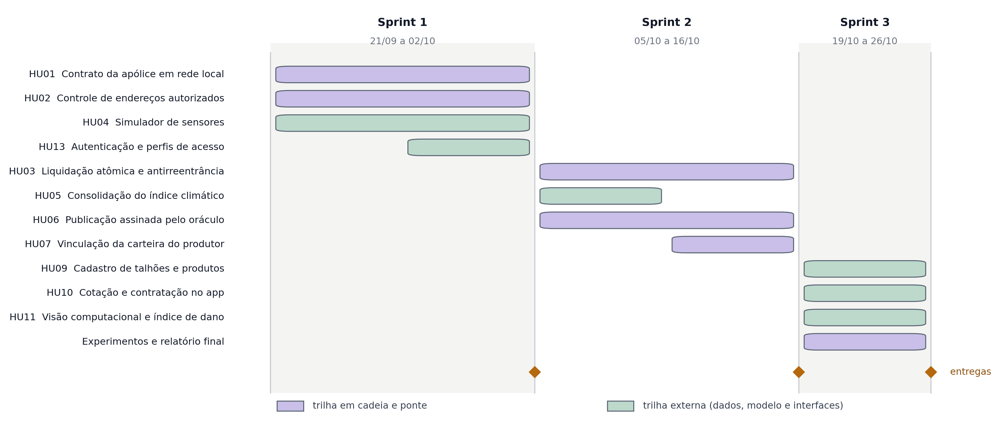 Sprint 1
Sprint 2
Sprint 3
21/09 a 02/10
05/10 a 16/10
19/10 a 26/10
HU01 Contrato da apólice em rede local
HU02 Controle de endereços autorizados
HU04 Simulador de sensores
HU13 Autenticação e perfis de acesso
HU03 Liquidação atômica e antirreentrância
HU05 Consolidação do índice climático
HU06 Publicação assinada pelo oráculo
HU07 Vinculação da carteira do produtor
HU09 Cadastro de talhões e produtos
HU10 Cotação e contratação no app
HU11 Visão computacional e índice de dano
Experimentos e relatório final
entregas
trilha em cadeia e ponte
trilha externa (dados, modelo e interfaces)